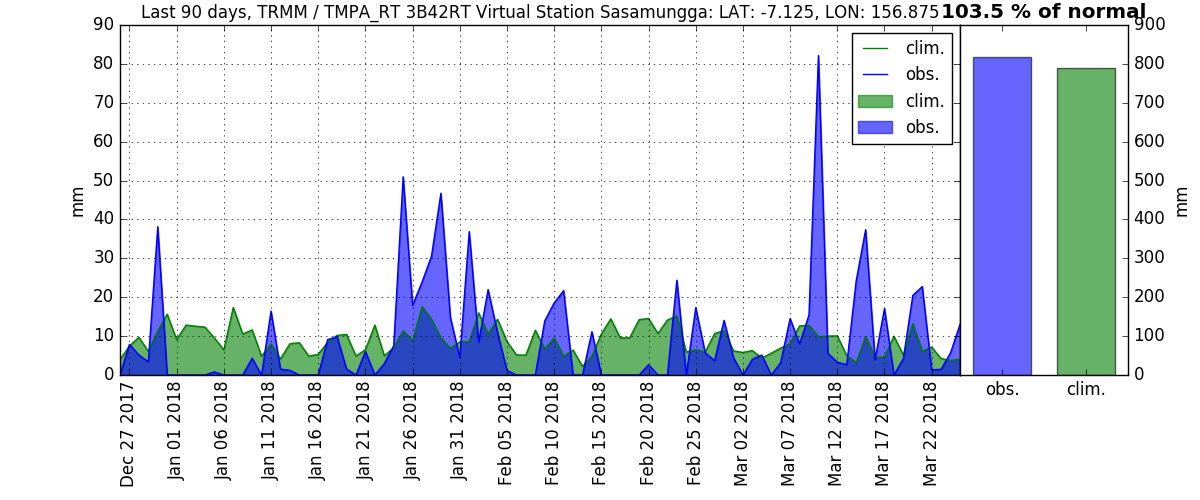 Last 90 days, TRMM / TMPA_RT 3B42RT Virtual Station Sasamungga: LAT: -7.125, LON: 156.875
103.5 % of normal
90
80
70
60
50
40
30
20
10
0
mm
clim.
obs.
clim.
obs.
900
800
700
600
500
400
300
200
100
0
mm
obs.
clim.
Dec 27 2017
Jan 01 2018
Jan 06 2018
Jan 11 2018
Jan 16 2018
Jan 21 2018
Jan 26 2018
Jan 31 2018
Feb 05 2018
Feb 10 2018
Feb 15 2018
Feb 20 2018
Feb 25 2018
Mar 02 2018
Mar 07 2018
Mar 12 2018
Mar 17 2018
Mar 22 2018